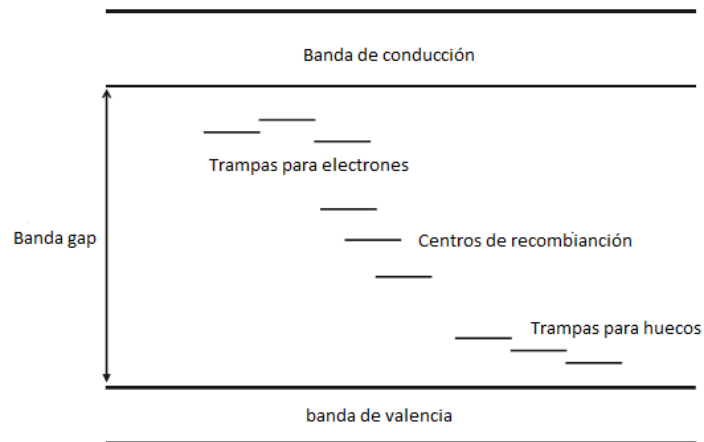 Banda de conducción
Trampas para electrones
Banda gap
Centros de recombianción
Trampas para huecos
banda de valencia